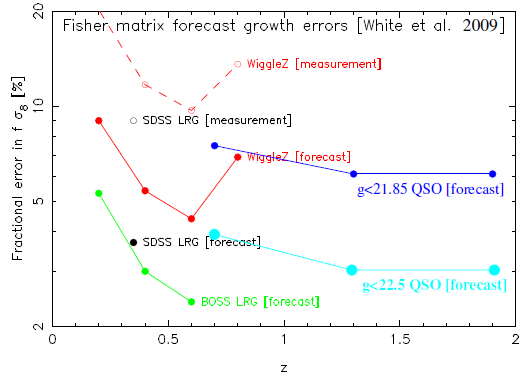 Fisher matrix forecast growth errors [White et al. 2009]
WiggleZ [measurement]
SDSS LRG [measurement]
WiggleZ [forecast]
g<21.85 QSO [forecast]
SDSS LRG [forecast]
g<22.5 QSO [forecast]
BOSS LRG [forecast]
Fractional error in f σ8 [%]
20
10
5
2
0
0.5
1
1.5
2
z